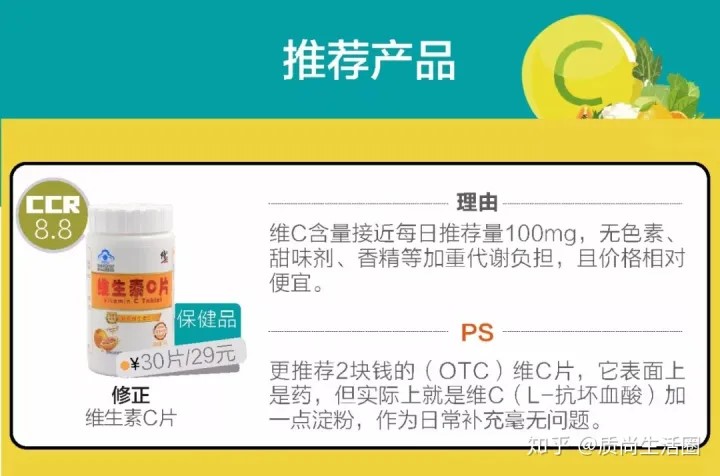 推荐产品
C
CCR
8.8
理由
维C含量接近每日推荐量100mg，无色素、
甜味剂、香精等加重代谢负担，且价格相对
便宜。
维生素C片
Vitamin C Tablet
保健品
¥30片/29元
修正
维生素C片
PS
更推荐2块钱的（OTC）维C片，它表面上
是药，但实际上就是维C（L-抗坏血酸）加
一点淀粉，作为日常补充毫无问题。
知乎 @质尚生活圈